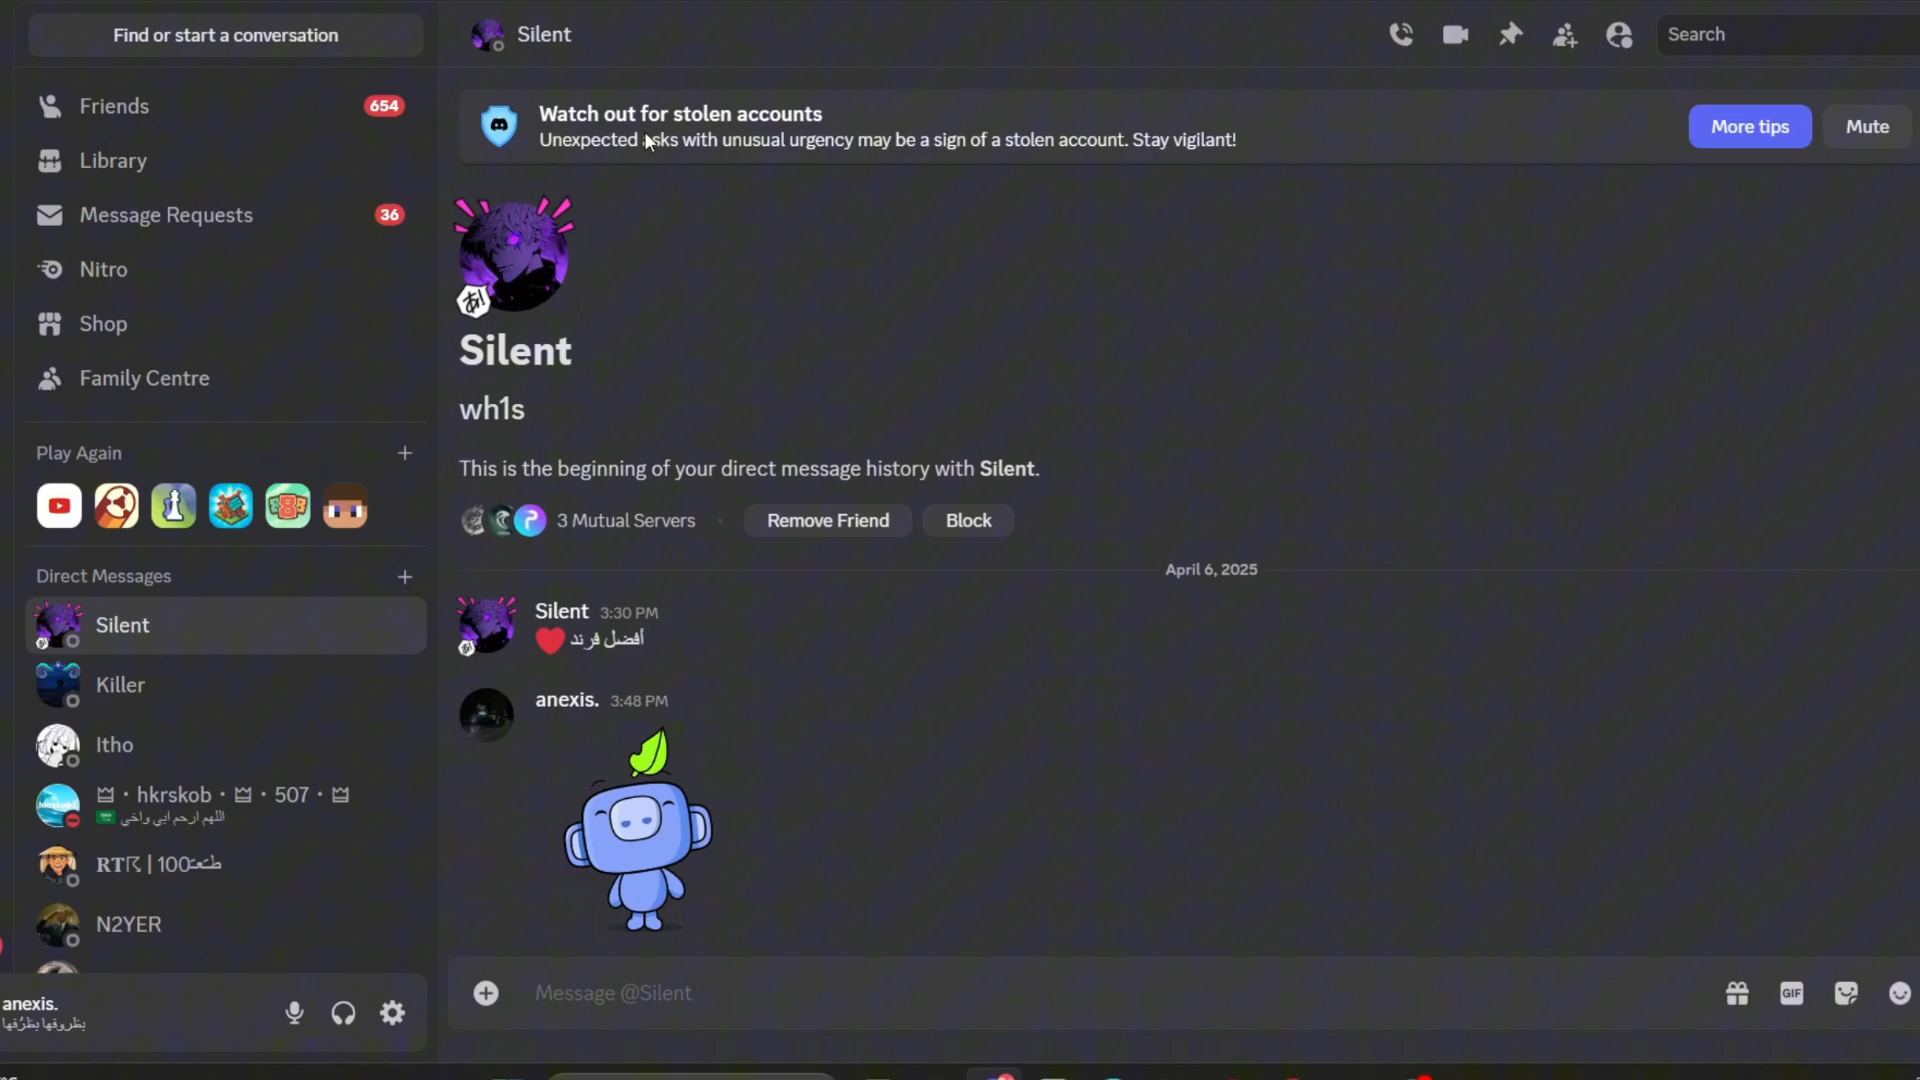 Find or start a conversation
Friends
654
Library
Message Requests
36
Nitro
Shop
Family Centre
Play Again
Direct Messages
Silent
Killer
Itho
hkrskob • 507 •
اللهم ارحم ابي واخي
RT | 100
N2YER
anexis.
Silent
Search
Watch out for stolen accounts
Unexpected asks with unusual urgency may be a sign of a stolen account. Stay vigilant!
More tips
Mute
Silent
wh1s
This is the beginning of your direct message history with Silent.
3 Mutual Servers
Remove Friend
Block
April 6, 2025
Silent 3:30 PM
أفضل فرند ❤️
anexis. 3:48 PM
Message @Silent
GIF